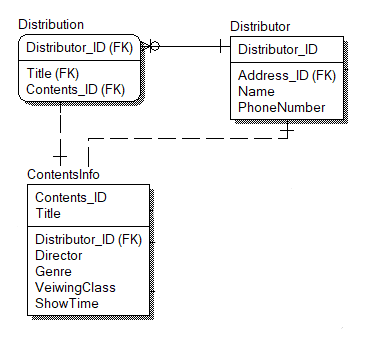 Distribution
Distributor_ID (FK)
Title (FK)
Contents_ID (FK)
Distributor
Distributor_ID
Address_ID (FK)
Name
PhoneNumber
ContentsInfo
Contents_ID
Title
Distributor_ID (FK)
Director
Genre
VeiwingClass
ShowTime